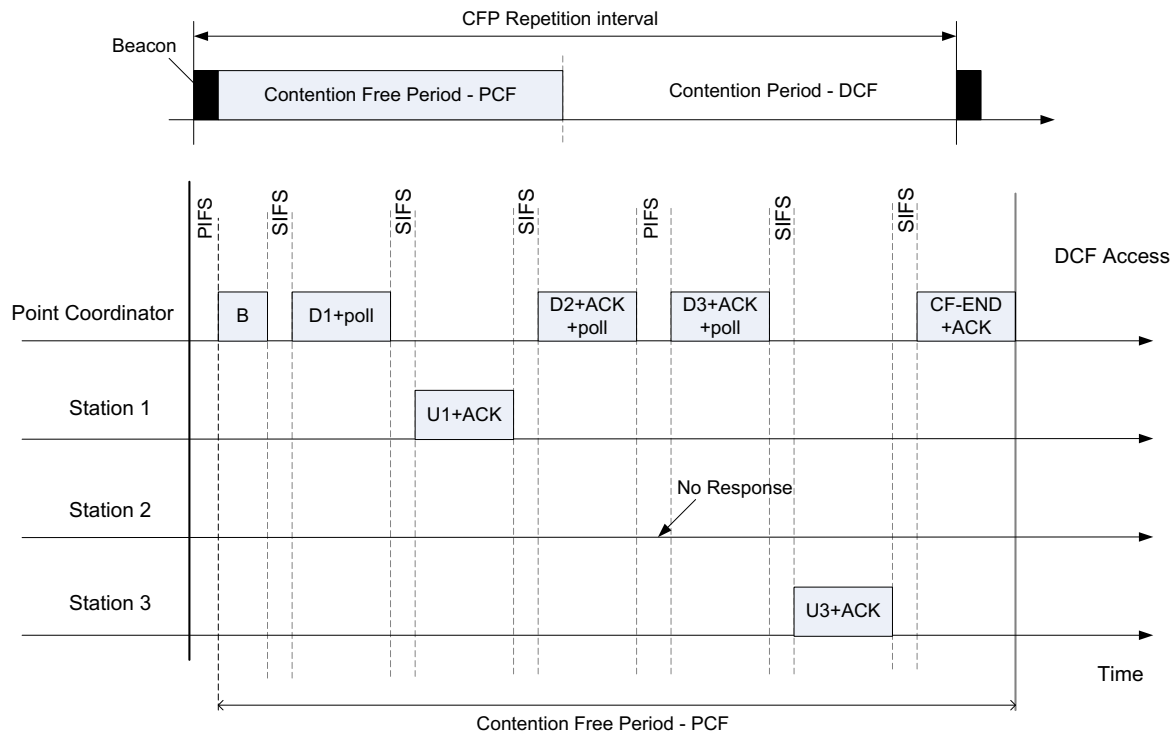 CFP Repetition interval
Beacon
Contention Free Period - PCF
Contention Period - DCF
PIFS
SIFS
SIFS
SIFS
PIFS
SIFS
SIFS
DCF Access
Point Coordinator
B
D1+poll
D2+ACK
+poll
D3+ACK
+poll
CF-END
+ACK
Station 1
U1+ACK
No Response
Station 2
Station 3
U3+ACK
Time
Contention Free Period - PCF